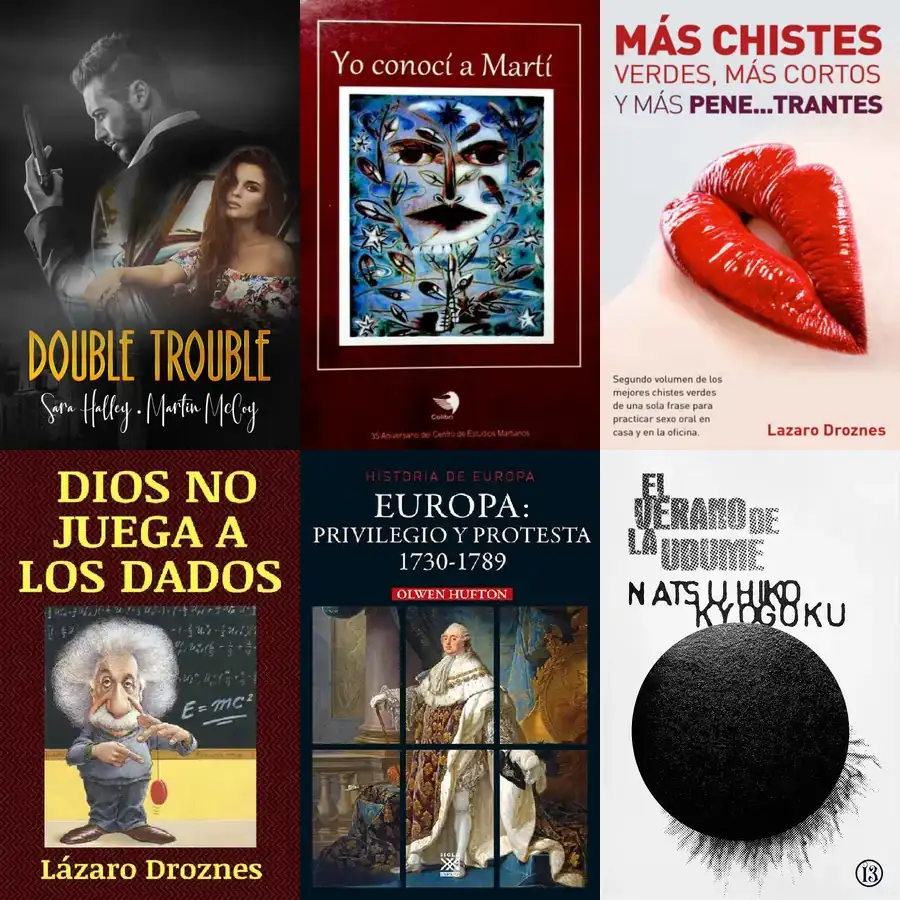 DOUBLE TROUBLE
Sara Halley . Martin McCoy
Yo conocí a Martí
Colibrí
35 Aniversario del Centro de Estudios Martianos
MÁS CHISTES
VERDES, MÁS CORTOS
Y MÁS PENE...TRANTES
Segundo volumen de los
mejores chistes verdes
de una sola frase para
practicar sexo oral en
casa y en la oficina.
Lazaro Droznes
DIOS NO
JUEGA A
LOS DADOS
E=mc²
Lázaro Droznes
HISTORIA DE EUROPA
EUROPA:
PRIVILEGIO Y PROTESTA
1730-1789
OLWEN HUFTON
SIGLO
XXI
ESPAÑA
EL
VERANO DE
LA UBUME
NATSUHIKO
KYOGOKU
13